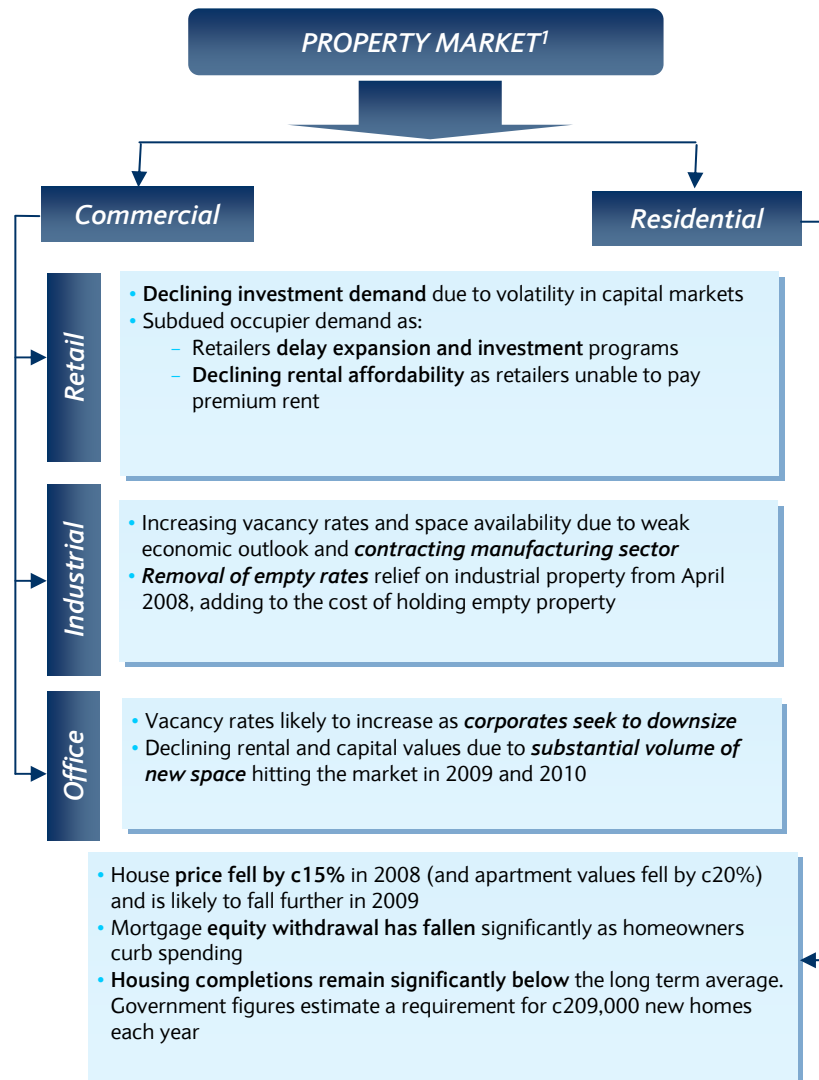 PROPERTY MARKET¹
Commercial
Residential
Retail
• Declining investment demand due to volatility in capital markets
• Subdued occupier demand as:
– Retailers delay expansion and investment programs
– Declining rental affordability as retailers unable to pay
premium rent
Industrial
• Increasing vacancy rates and space availability due to weak
economic outlook and contracting manufacturing sector
• Removal of empty rates relief on industrial property from April
2008, adding to the cost of holding empty property
Office
• Vacancy rates likely to increase as corporates seek to downsize
• Declining rental and capital values due to substantial volume of
new space hitting the market in 2009 and 2010
• House price fell by c15% in 2008 (and apartment values fell by c20%)
and is likely to fall further in 2009
• Mortgage equity withdrawal has fallen significantly as homeowners
curb spending
• Housing completions remain significantly below the long term average.
Government figures estimate a requirement for c209,000 new homes
each year